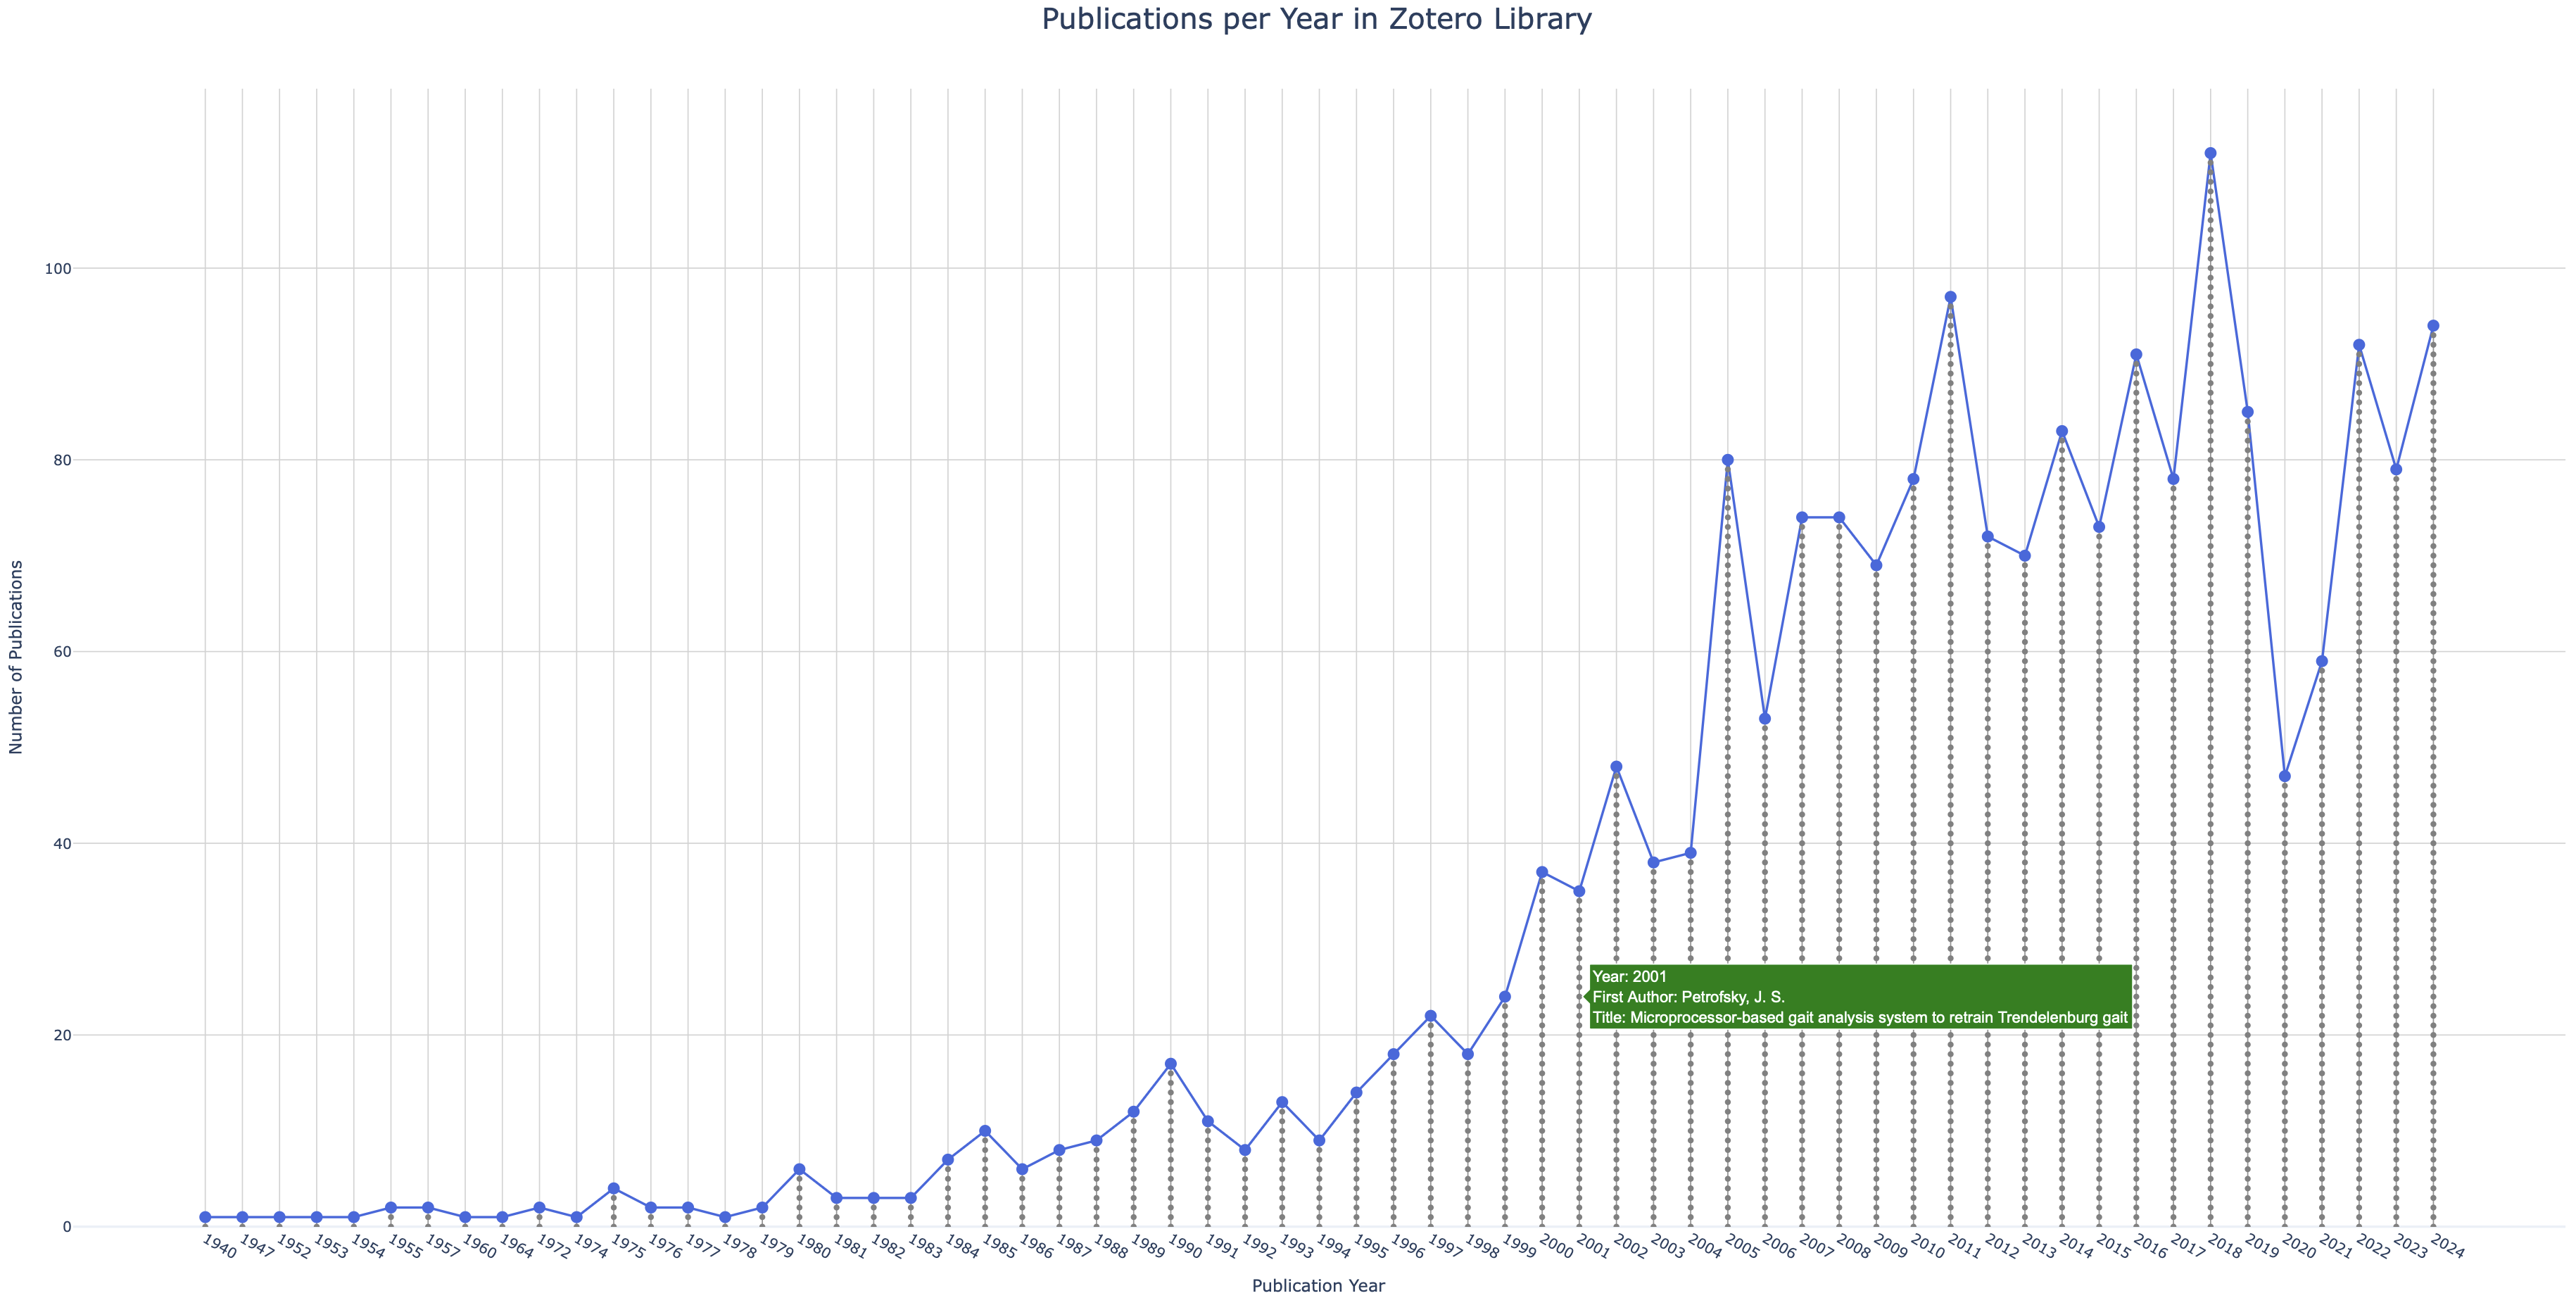 Publications per Year in Zotero Library
Number of Publications
100
80
60
40
20
0
Year: 2001
First Author: Petrofsky, J. S.
Title: Microprocessor-based gait analysis system to retrain Trendelenburg gait
1940 1947 1952 1953 1954 1955 1957 1960 1964 1972 1974 1975 1976 1977 1978 1979 1980 1981 1982 1983 1984 1985 1986 1987 1988 1989 1990 1991 1992 1993 1994 1995 1996 1997 1998 1999 2000 2001 2002 2003 2004 2005 2006 2007 2008 2009 2010 2011 2012 2013 2014 2015 2016 2017 2018 2019 2020 2021 2022 2023 2024
Publication Year